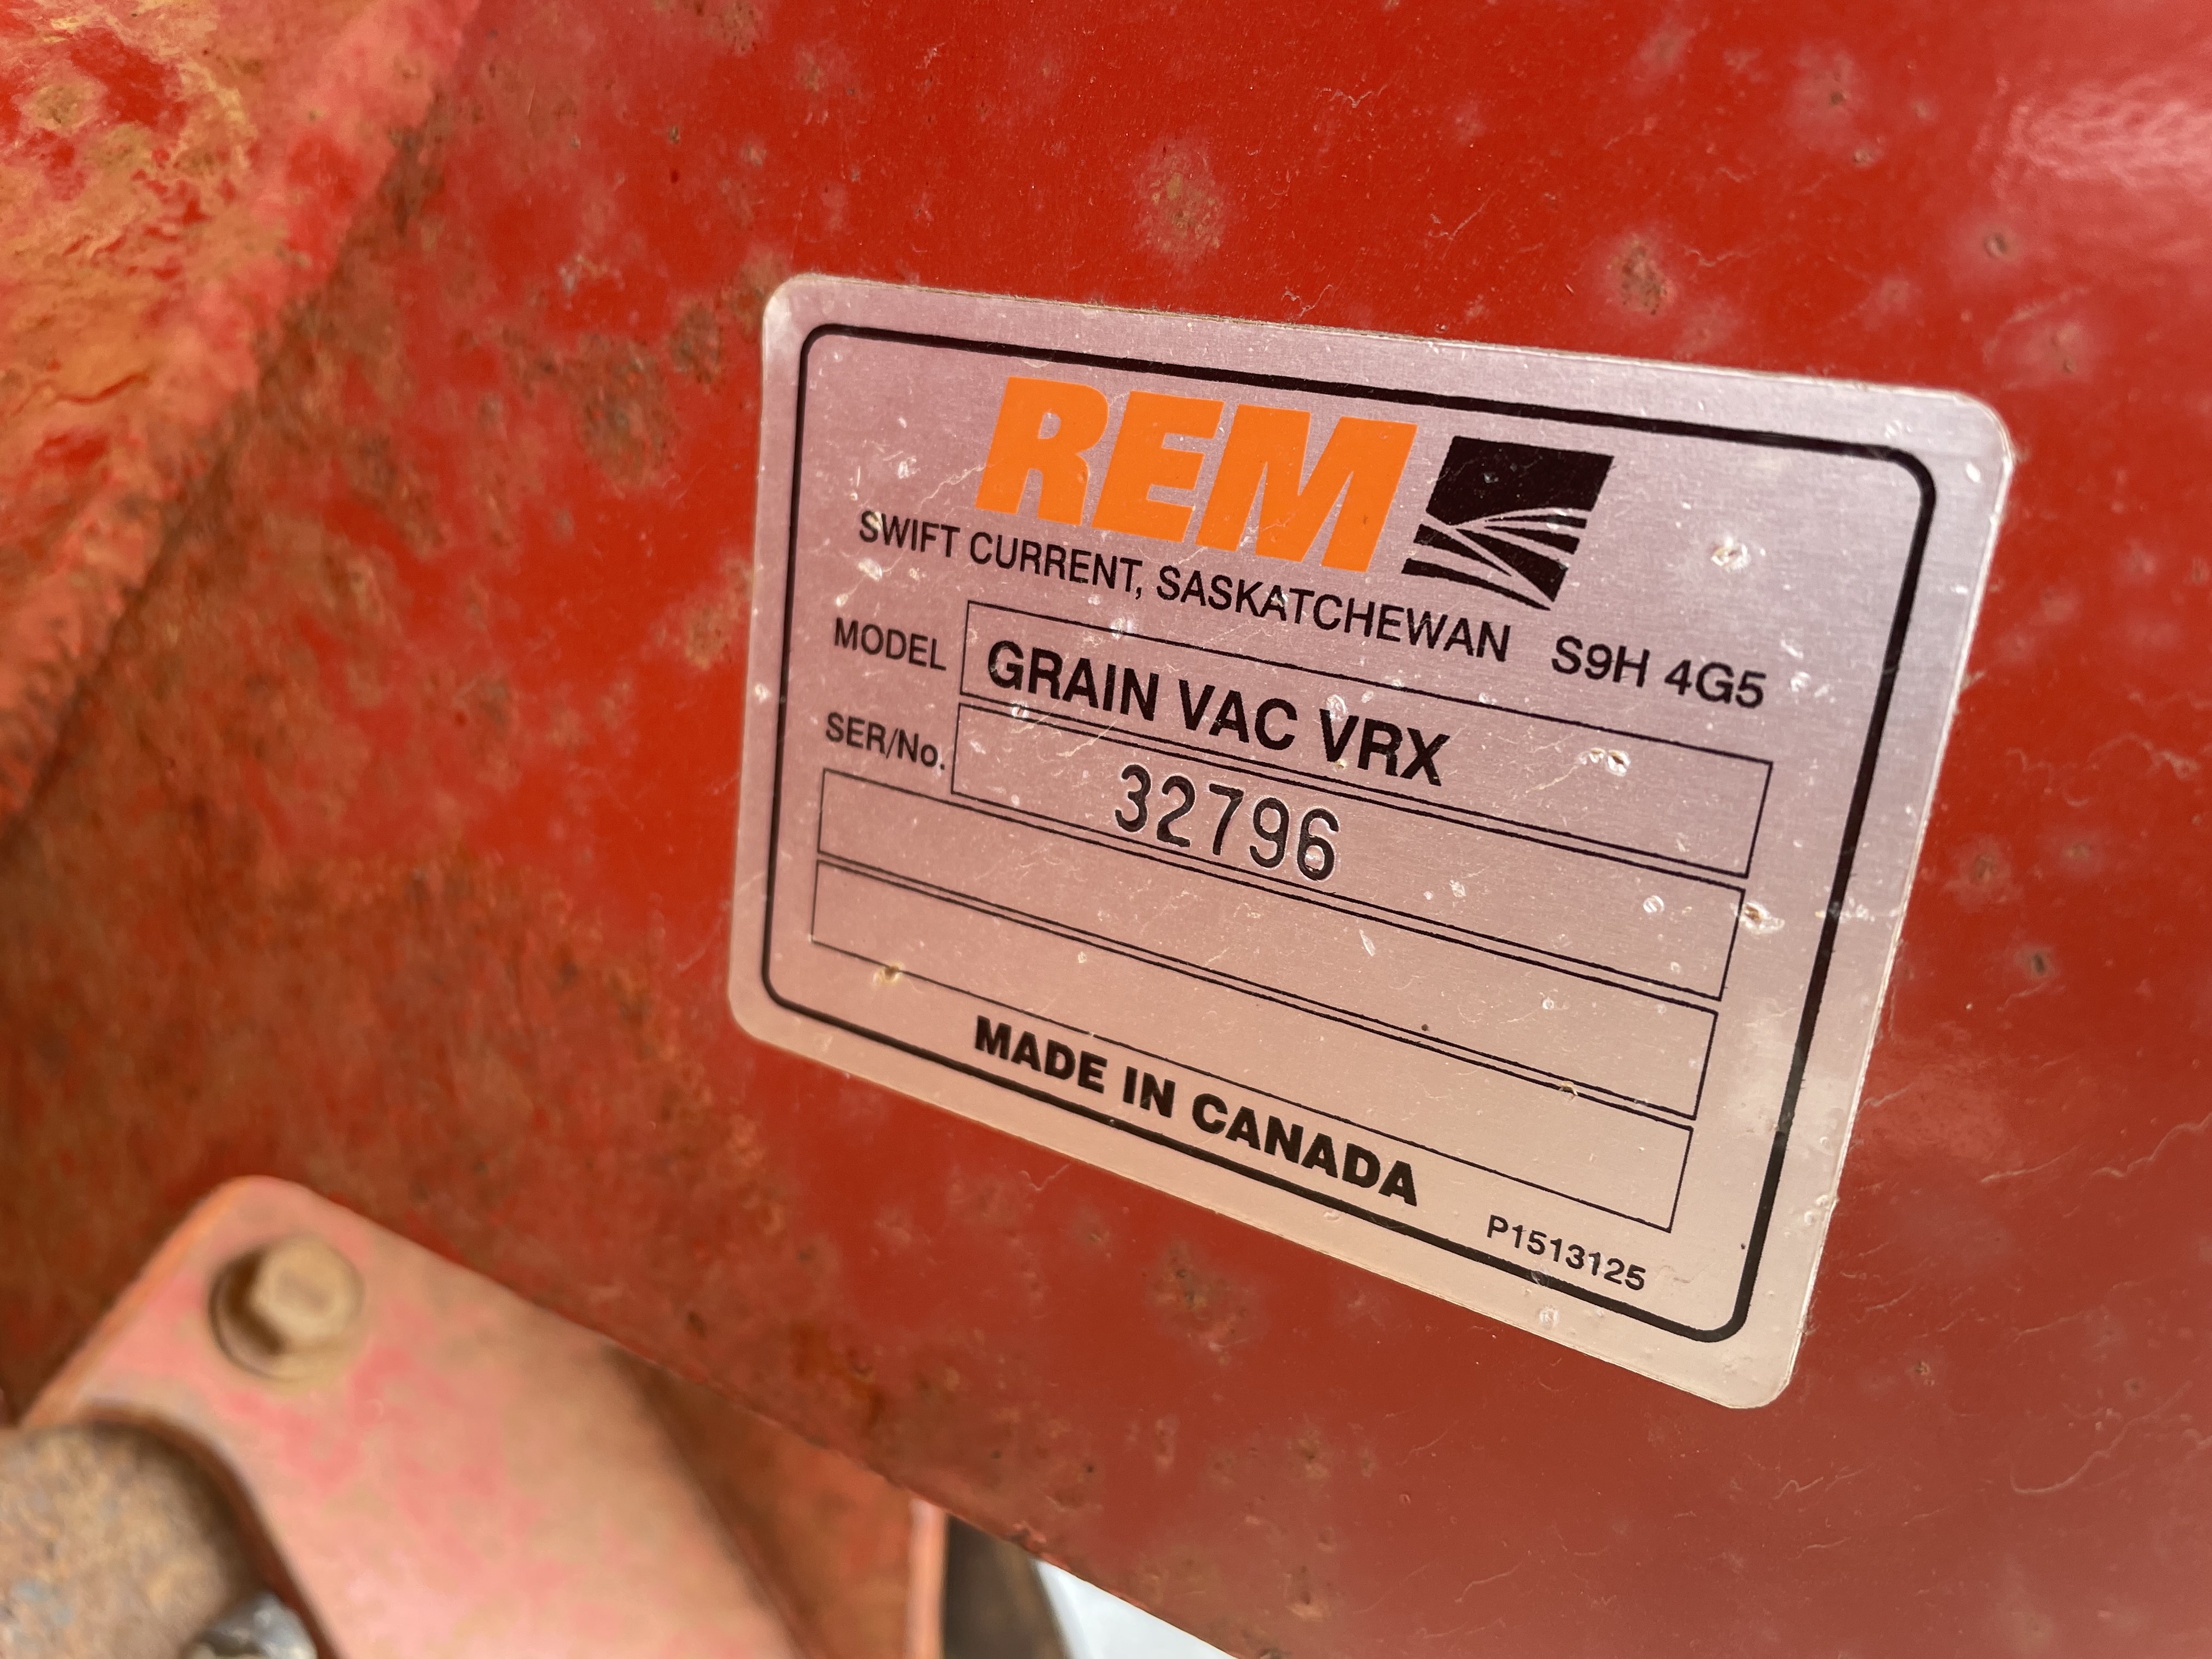 REM
SWIFT CURRENT, SASKATCHEWAN S9H 4G5
MODEL GRAIN VAC VRX
SER/No. 32796
MADE IN CANADA
P1513125